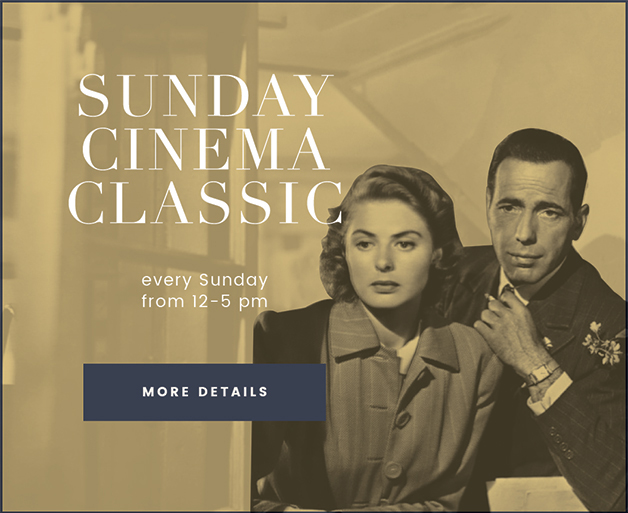 SUNDAY
CINEMA
CLASSIC
every Sunday
from 12-5 pm
MORE DETAILS